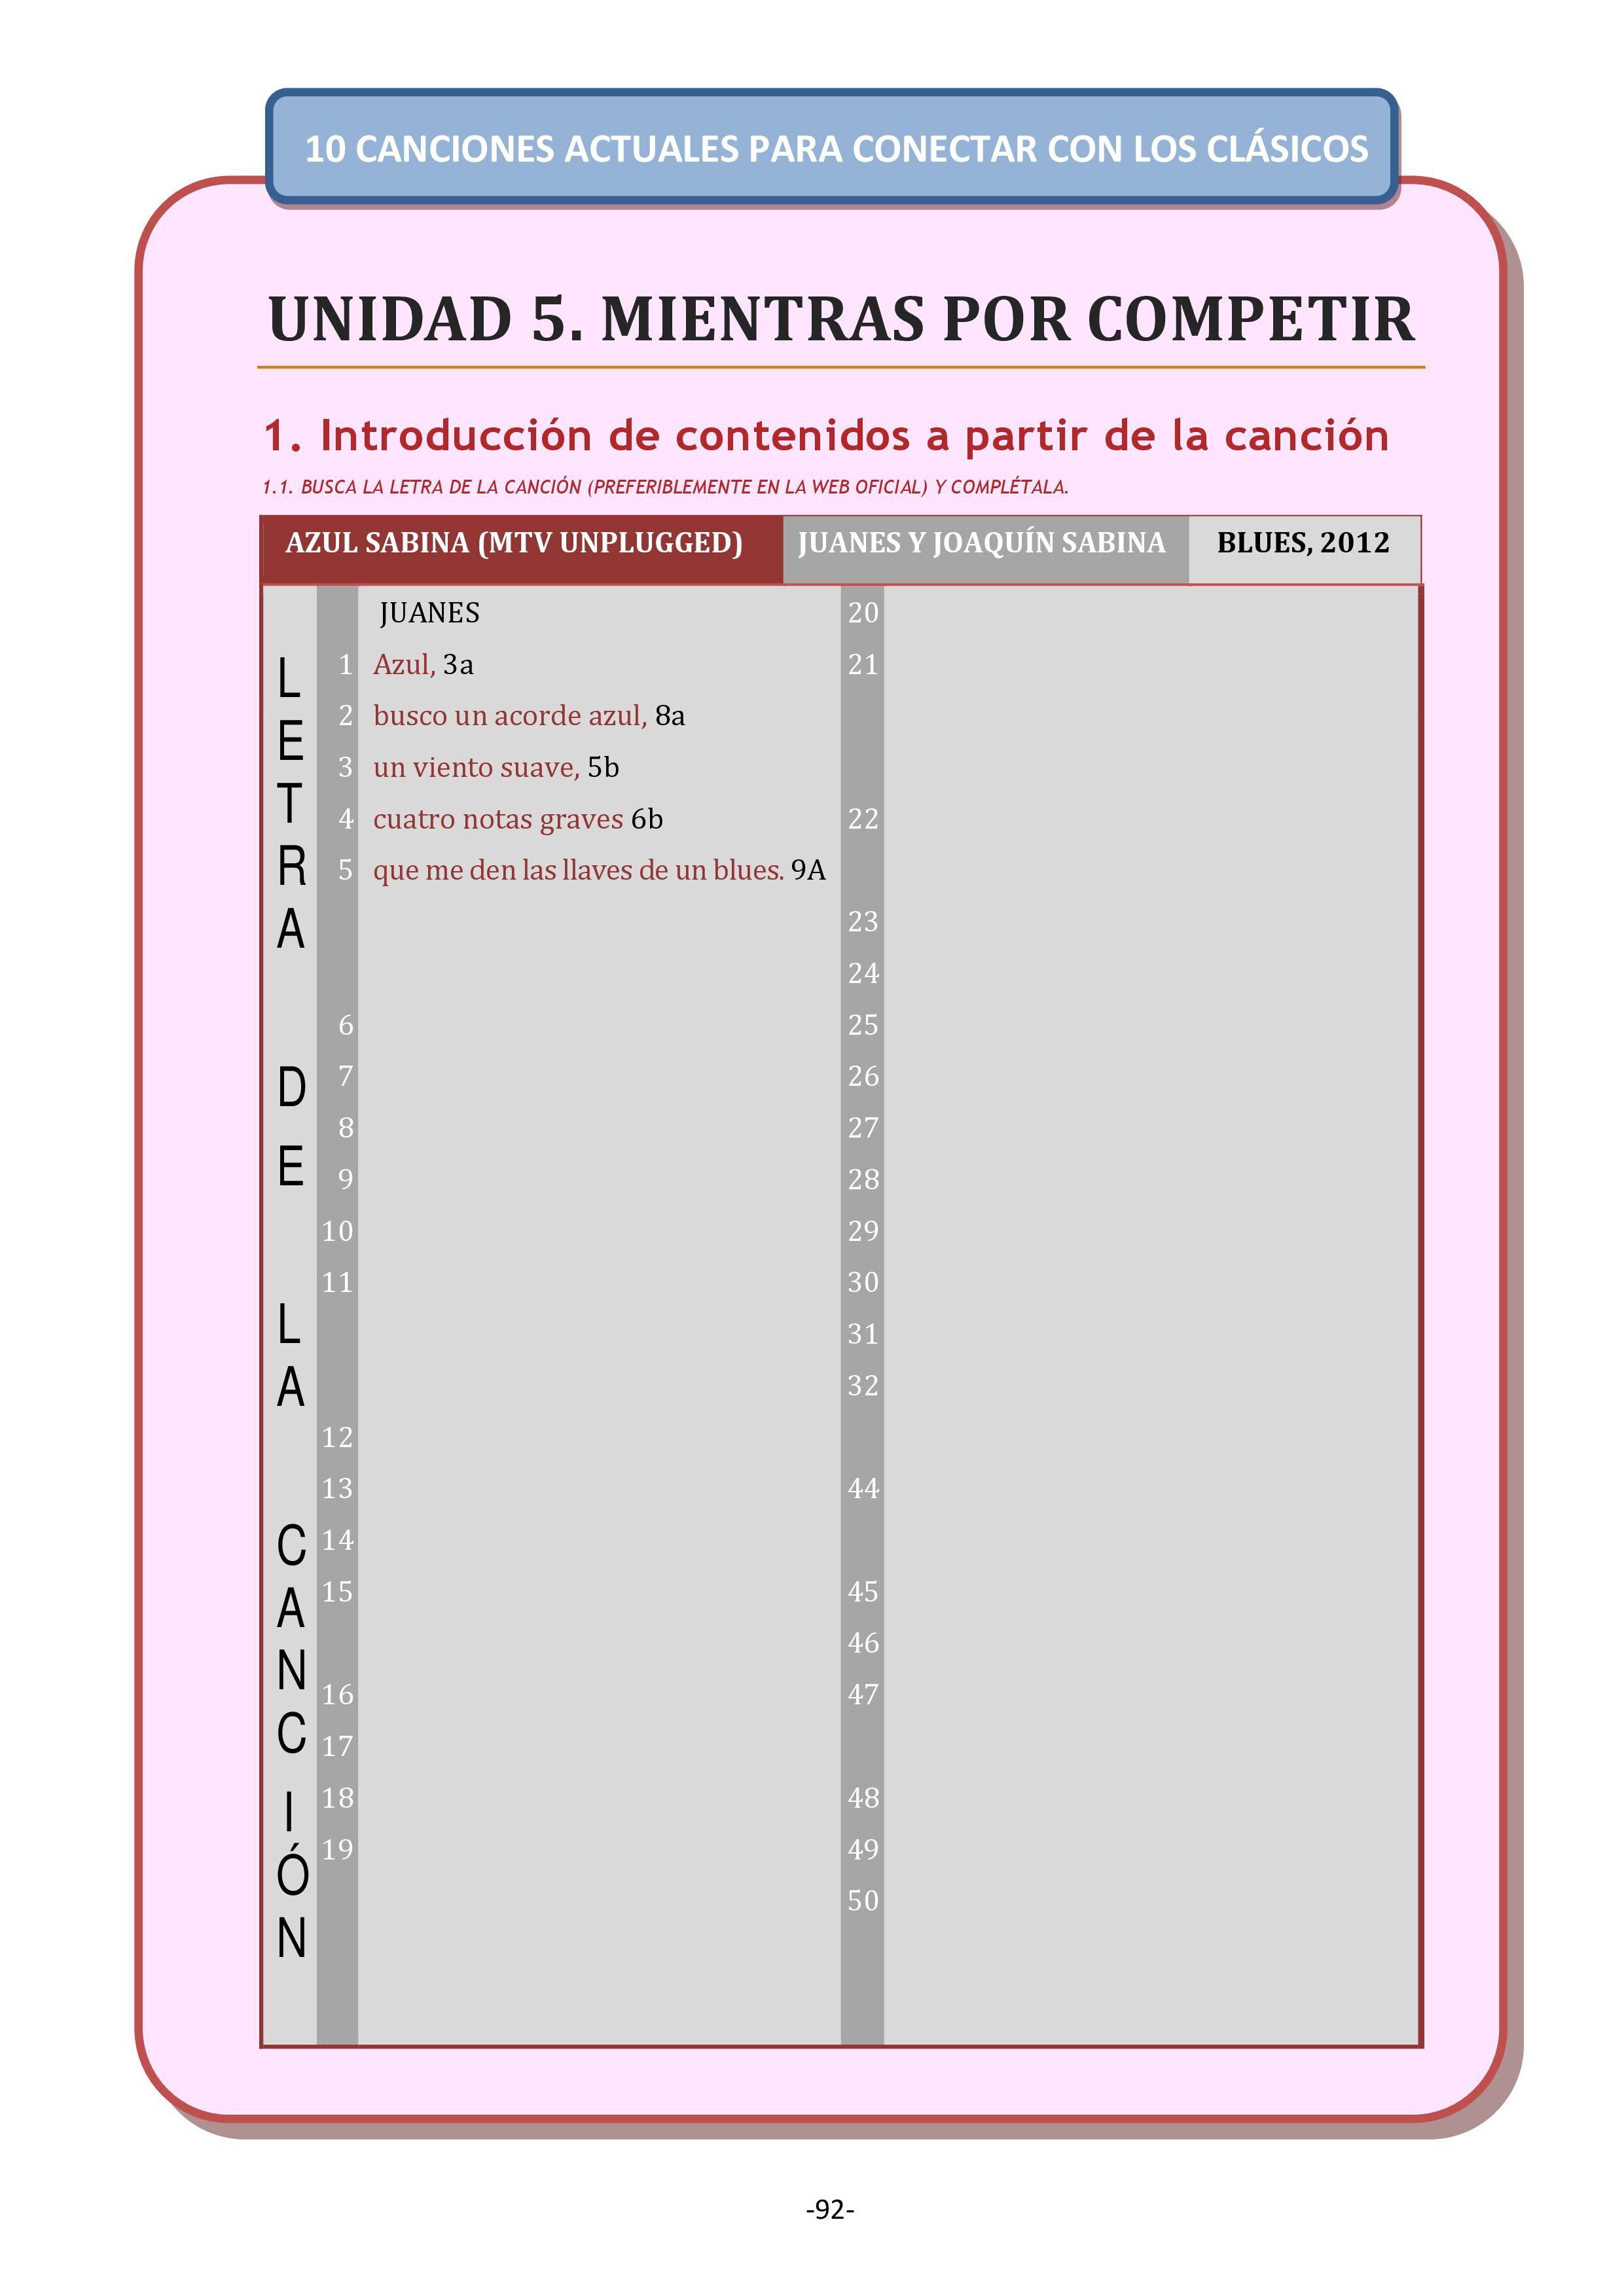 10 CANCIONES ACTUALES PARA CONECTAR CON LOS CLÁSICOS
UNIDAD 5. MIENTRAS POR COMPETIR
1. Introducción de contenidos a partir de la canción
1.1. BUSCA LA LETRA DE LA CANCIÓN (PREFERIBLEMENTE EN LA WEB OFICIAL) Y COMPLÉTALA.
AZUL SABINA (MTV UNPLUGGED) JUANES Y JOAQUÍN SABINA BLUES, 2012
LETRA DE LA CANCIÓN
JUANES
1 Azul, 3a
2 busco un acorde azul, 8a
3 un viento suave, 5b
4 cuatro notas graves 6b
5 que me den las llaves de un blues. 9A
6
7
8
9
10
11
12
13
14
15
16
17
18
19
20
21
22
23
24
25
26
27
28
29
30
31
32
44
45
46
47
48
49
50
-92-